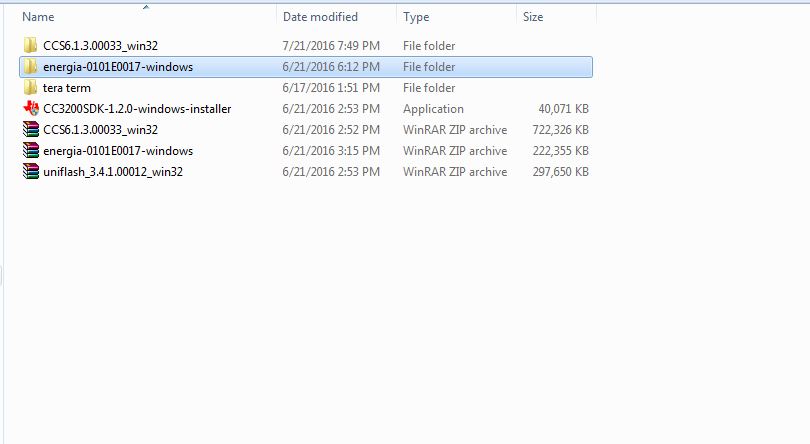 Name Date modified Type Size
CCS6.1.3.00033_win32 7/21/2016 7:49 PM File folder
energia-0101E0017-windows 6/21/2016 6:12 PM File folder
tera term 6/17/2016 1:51 PM File folder
CC3200SDK-1.2.0-windows-installer 6/21/2016 2:53 PM Application 40,071 KB
CCS6.1.3.00033_win32 6/21/2016 2:52 PM WinRAR ZIP archive 722,326 KB
energia-0101E0017-windows 6/21/2016 3:15 PM WinRAR ZIP archive 222,355 KB
uniflash_3.4.1.00012_win32 6/21/2016 2:53 PM WinRAR ZIP archive 297,650 KB